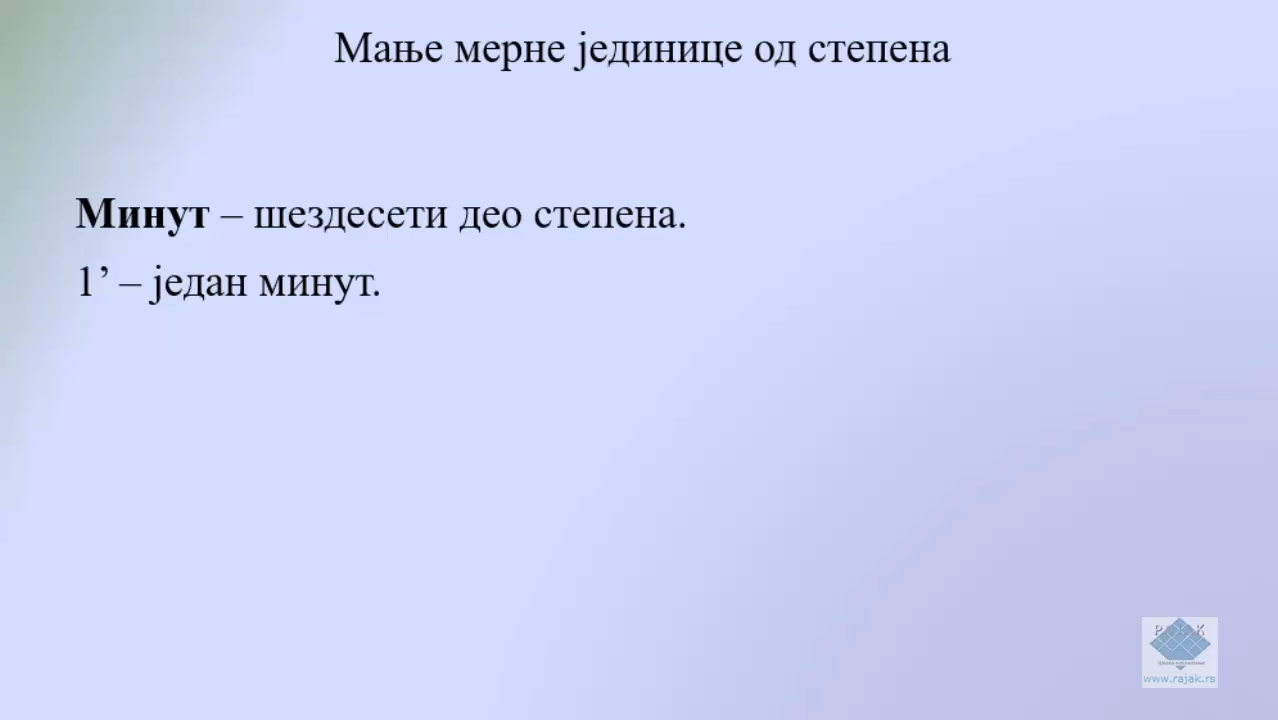 Мање мерне јединице од степена
Минут – шездесети део степена.
1’ – један минут.
www.rajak.rs